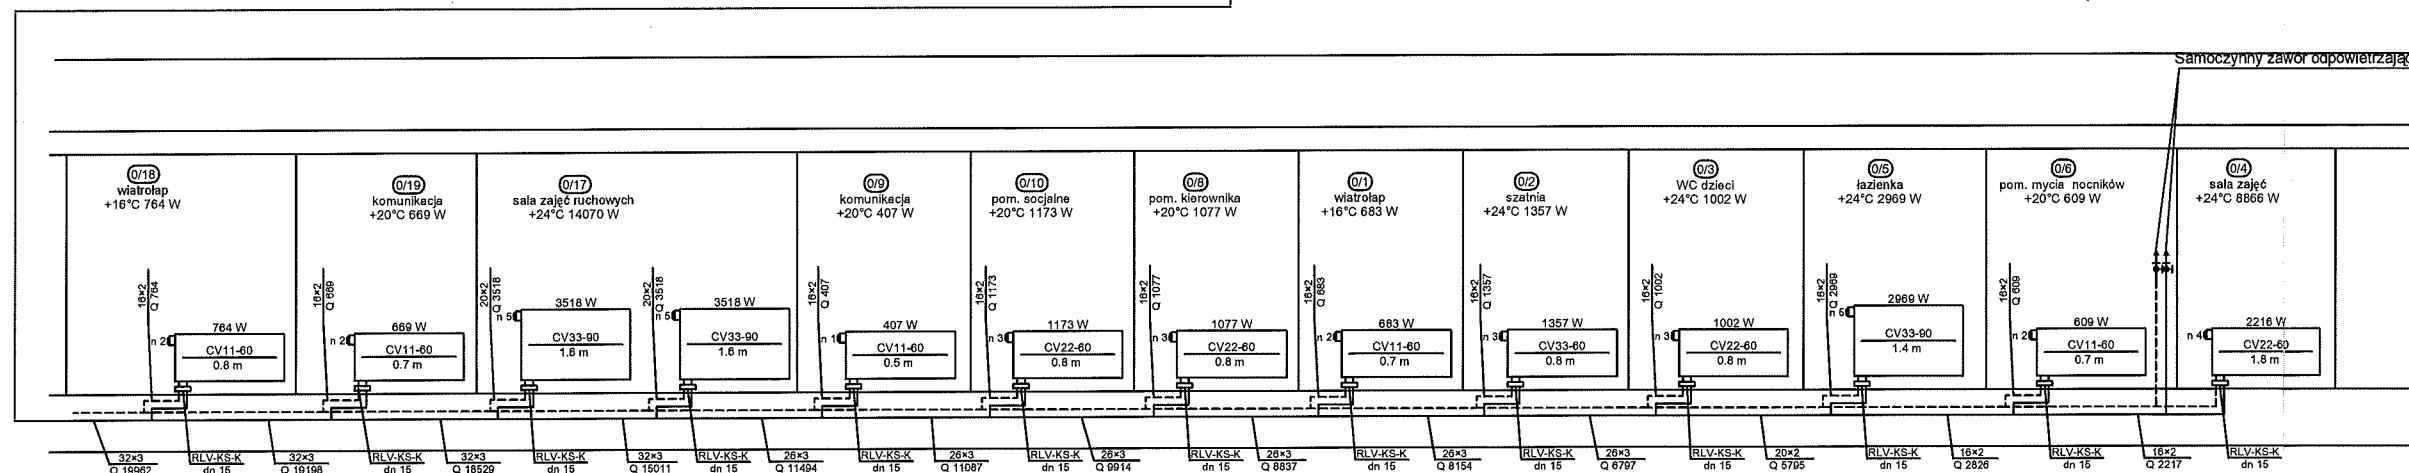 Samoczynny zawór odpowietrzając
0/18
wiatrołap
+16°C 764 W
0/19
komunikacja
+20°C 669 W
0/17
sala zajęć ruchowych
+24°C 14070 W
0/9
komunikacja
+20°C 407 W
0/10
pom. socjalne
+20°C 1173 W
0/8
pom. kierownika
+20°C 1077 W
0/1
wiatrołap
+16°C 683 W
0/2
szatnia
+24°C 1357 W
0/3
WC dzieci
+24°C 1002 W
0/5
łazienka
+24°C 2969 W
0/6
pom. mycia nocników
+20°C 609 W
0/4
sala zajęć
+24°C 8866 W
16×2
Q 764
n 2
764 W
CV11-60
0.8 m
16×2
Q 669
n 2
669 W
CV11-60
0.7 m
20×2
Q 3518
n 5
3518 W
CV33-90
1.6 m
20×2
Q 3518
n 5
3518 W
CV33-90
1.6 m
16×2
Q 407
n 1
407 W
CV11-60
0.5 m
16×2
Q 1173
n 3
1173 W
CV22-60
0.8 m
16×2
Q 1077
n 3
1077 W
CV22-60
0.8 m
16×2
Q 683
n 2
683 W
CV11-60
0.7 m
16×2
Q 1357
n 3
1357 W
CV33-60
0.8 m
16×2
Q 1002
n 3
1002 W
CV22-60
0.8 m
16×2
Q 2969
n 5
2969 W
CV33-90
1.4 m
16×2
Q 609
n 2
609 W
CV11-60
0.7 m
n 4
2216 W
CV22-60
1.8 m
32×3
Q 19962
RLV-KS-K
dn 15
32×3
Q 19198
RLV-KS-K
dn 15
32×3
Q 18529
RLV-KS-K
dn 15
32×3
Q 15011
RLV-KS-K
dn 15
26×3
Q 11494
RLV-KS-K
dn 15
26×3
Q 11087
RLV-KS-K
dn 15
26×3
Q 9914
RLV-KS-K
dn 15
26×3
Q 8837
RLV-KS-K
dn 15
26×3
Q 8154
RLV-KS-K
dn 15
26×3
Q 6797
RLV-KS-K
dn 15
20×2
Q 5795
RLV-KS-K
dn 15
16×2
Q 2826
RLV-KS-K
dn 15
16×2
Q 2217
RLV-KS-K
dn 15